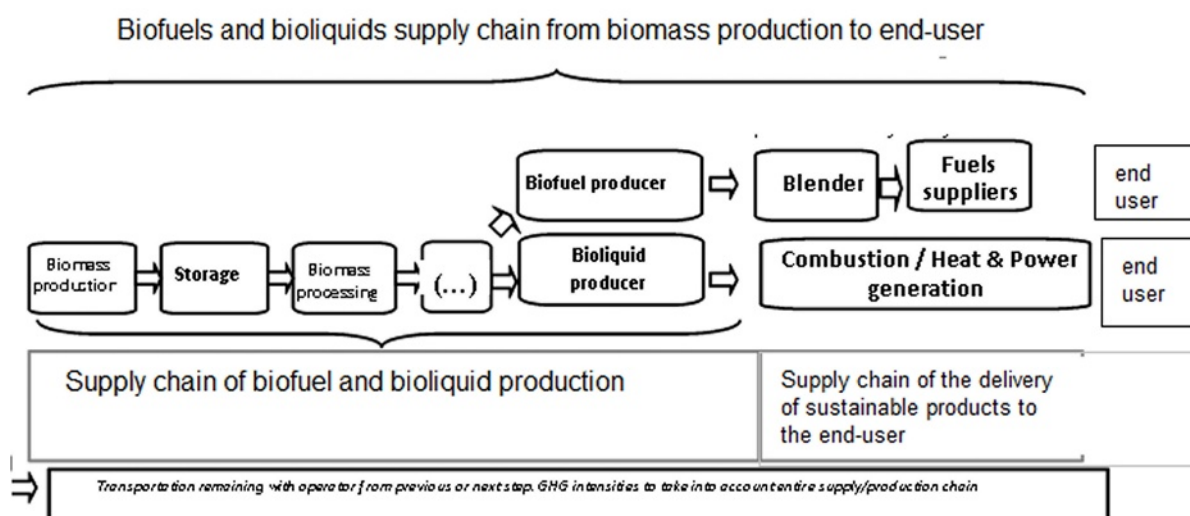 Biofuels and bioliquids supply chain from biomass production to end-user
Biofuel producer
Blender
Fuels
suppliers
end
user
Biomass
production
Storage
Biomass
processing
(...)
Bioliquid
producer
Combustion / Heat & Power
generation
end
user
Supply chain of biofuel and bioliquid production
Supply chain of the delivery
of sustainable products to
the end-user
Transportation remaining with operator from previous or next step. GHG intensities to take into account entire supply/production chain